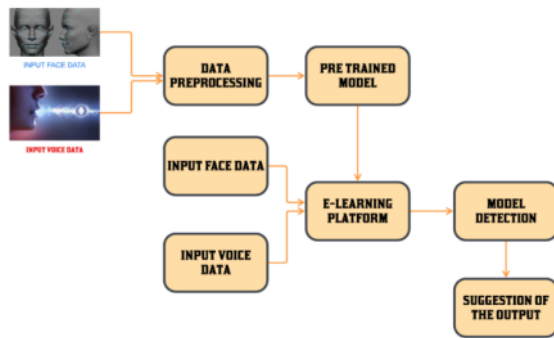 INPUT FACE DATA
INPUT VOICE DATA
DATA
PREPROCESSING
PRE TRAINED
MODEL
INPUT FACE DATA
INPUT VOICE
DATA
E-LEARNING
PLATFORM
MODEL
DETECTION
SUGGESTION OF
THE OUTPUT